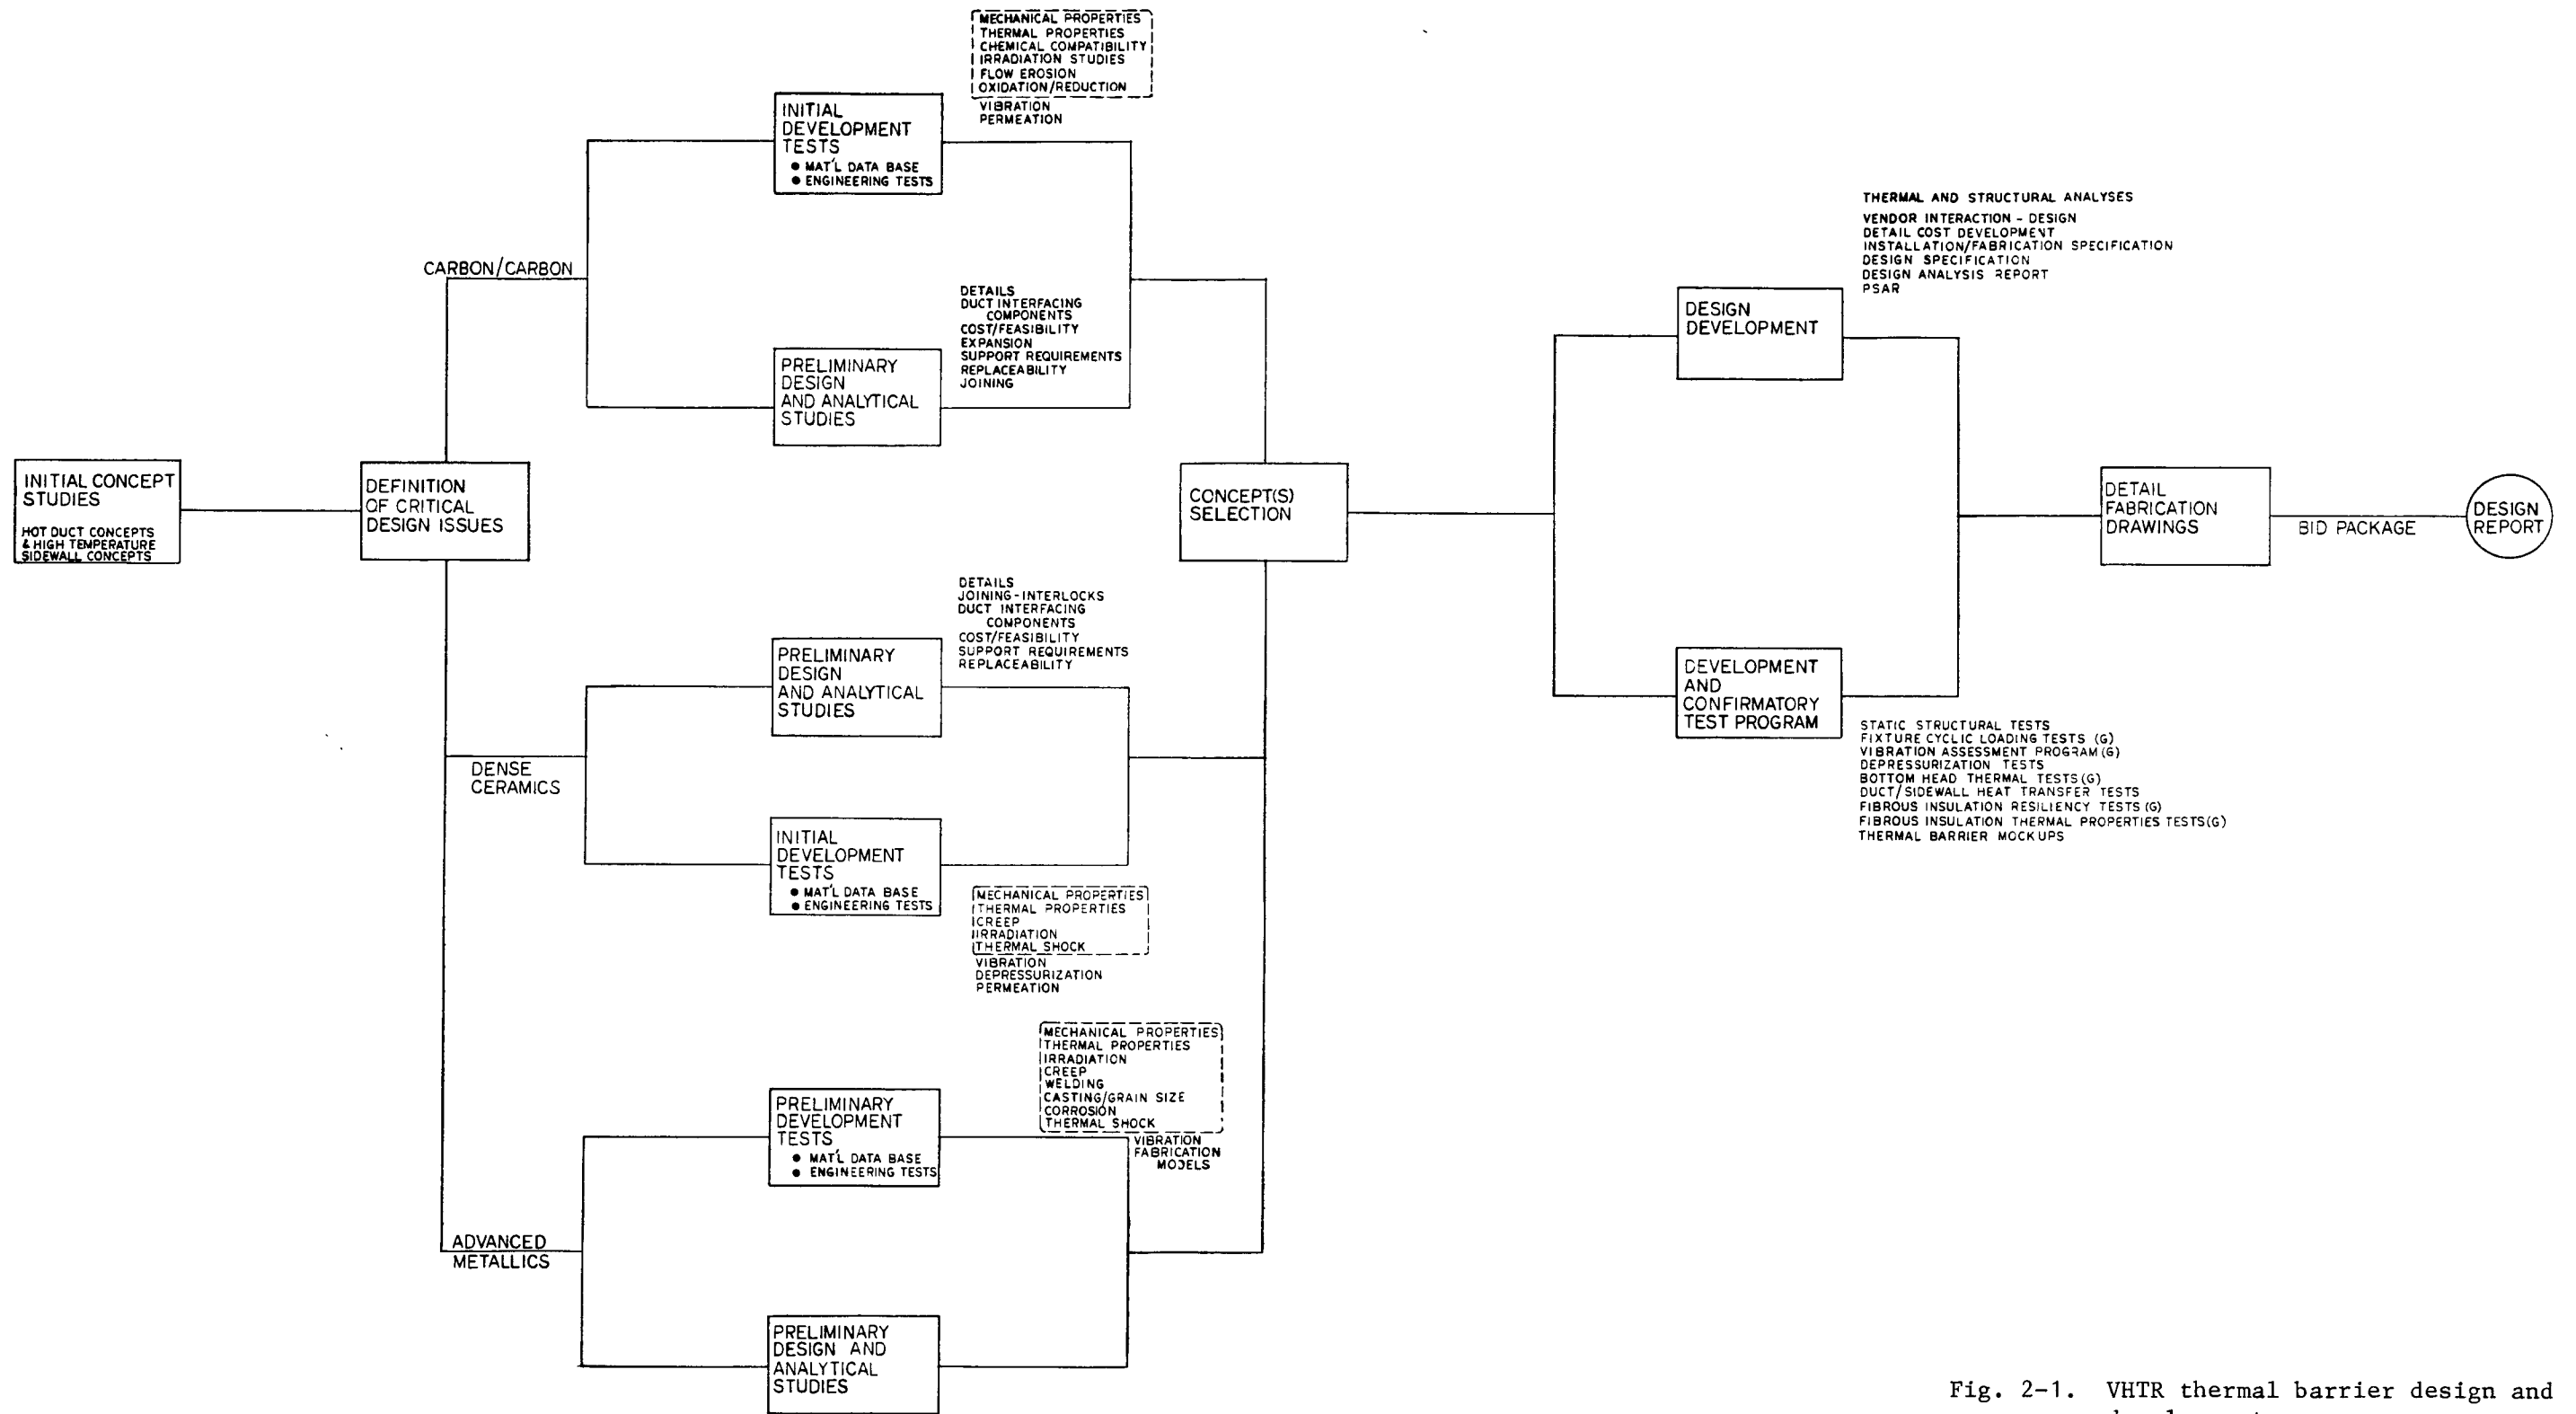 INITIAL CONCEPT
STUDIES
HOT DUCT CONCEPTS
& HIGH TEMPERATURE
SIDEWALL CONCEPTS
DEFINITION
OF CRITICAL
DESIGN ISSUES
CARBON/CARBON
INITIAL
DEVELOPMENT
TESTS
● MAT'L DATA BASE
● ENGINEERING TESTS
MECHANICAL PROPERTIES
THERMAL PROPERTIES
CHEMICAL COMPATIBILITY
IRRADIATION STUDIES
FLOW EROSION
OXIDATION/REDUCTION
VIBRATION
PERMEATION
PRELIMINARY
DESIGN
AND ANALYTICAL
STUDIES
DETAILS
DUCT INTERFACING
COMPONENTS
COST/FEASIBILITY
EXPANSION
SUPPORT REQUIREMENTS
REPLACEABILITY
JOINING
DENSE
CERAMICS
PRELIMINARY
DESIGN
AND ANALYTICAL
STUDIES
DETAILS
JOINING-INTERLOCKS
DUCT INTERFACING
COMPONENTS
COST/FEASIBILITY
SUPPORT REQUIREMENTS
REPLACEABILITY
INITIAL
DEVELOPMENT
TESTS
● MAT'L DATA BASE
● ENGINEERING TESTS
MECHANICAL PROPERTIES
THERMAL PROPERTIES
CREEP
IRRADIATION
THERMAL SHOCK
VIBRATION
DEPRESSURIZATION
PERMEATION
ADVANCED
METALLICS
PRELIMINARY
DEVELOPMENT
TESTS
● MAT'L DATA BASE
● ENGINEERING TESTS
MECHANICAL PROPERTIES
THERMAL PROPERTIES
IRRADIATION
CREEP
WELDING
CASTING/GRAIN SIZE
CORROSION
THERMAL SHOCK
VIBRATION
FABRICATION
MODELS
PRELIMINARY
DESIGN AND
ANALYTICAL
STUDIES
CONCEPT(S)
SELECTION
DESIGN
DEVELOPMENT
THERMAL AND STRUCTURAL ANALYSES
VENDOR INTERACTION - DESIGN
DETAIL COST DEVELOPMENT
INSTALLATION/FABRICATION SPECIFICATION
DESIGN SPECIFICATION
DESIGN ANALYSIS REPORT
PSAR
DEVELOPMENT
AND
CONFIRMATORY
TEST PROGRAM
STATIC STRUCTURAL TESTS
FIXTURE CYCLIC LOADING TESTS (G)
VIBRATION ASSESSMENT PROGRAM (G)
DEPRESSURIZATION TESTS
BOTTOM HEAD THERMAL TESTS (G)
DUCT/SIDEWALL HEAT TRANSFER TESTS
FIBROUS INSULATION RESILIENCY TESTS (G)
FIBROUS INSULATION THERMAL PROPERTIES TESTS (G)
THERMAL BARRIER MOCKUPS
DETAIL
FABRICATION
DRAWINGS
BID PACKAGE
DESIGN
REPORT
Fig. 2-1. VHTR thermal barrier design and